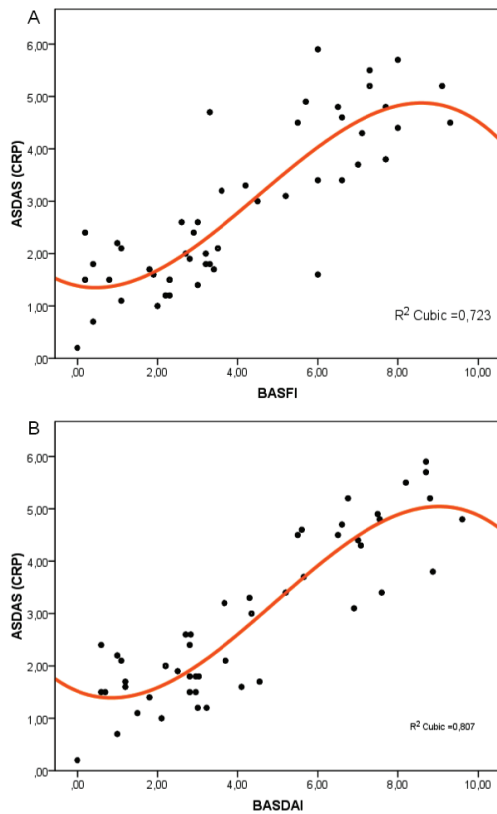 A
ASDAS (CRP)
6,00
5,00
4,00
3,00
2,00
1,00
,00
R² Cubic =0,723
,00 2,00 4,00 6,00 8,00 10,00
BASFI
B
ASDAS (CRP)
6,00
5,00
4,00
3,00
2,00
1,00
,00
R² Cubic =0,807
,00 2,00 4,00 6,00 8,00 10,00
BASDAI